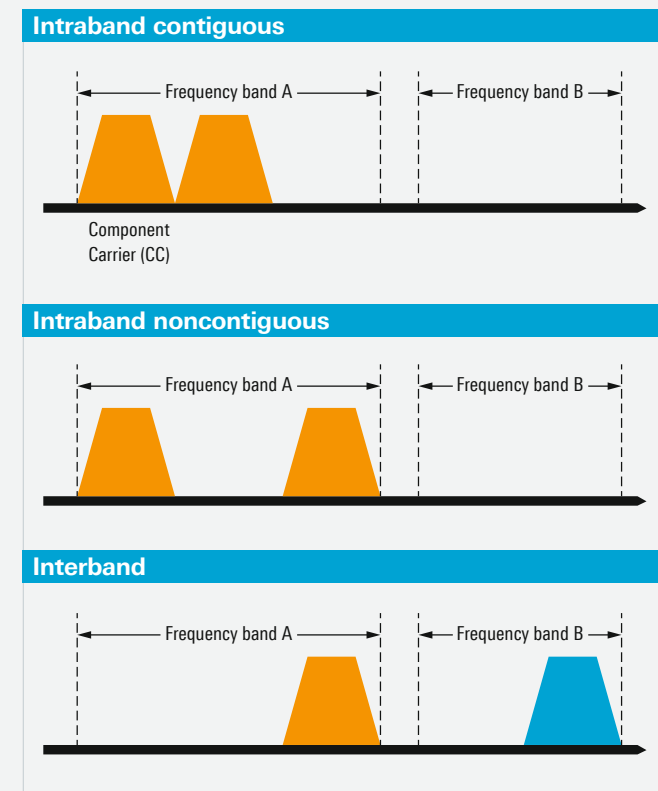 Intraband contiguous
Frequency band A
Frequency band B
Component
Carrier (CC)
Intraband noncontiguous
Frequency band A
Frequency band B
Interband
Frequency band A
Frequency band B